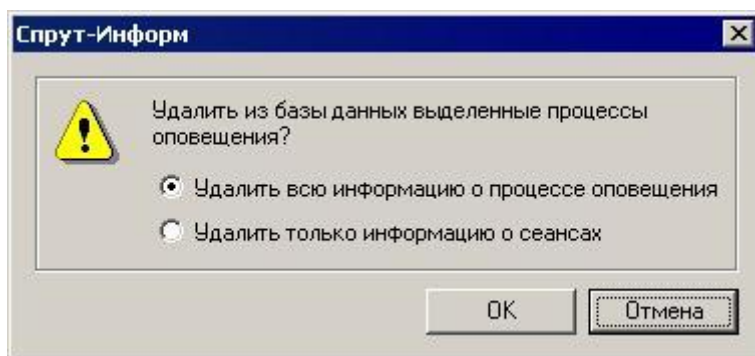 Спрут-Информ
Удалить из базы данных выделенные процессы
оповещения?
Удалить всю информацию о процессе оповещения
Удалить только информацию о сеансах
OK
Отмена